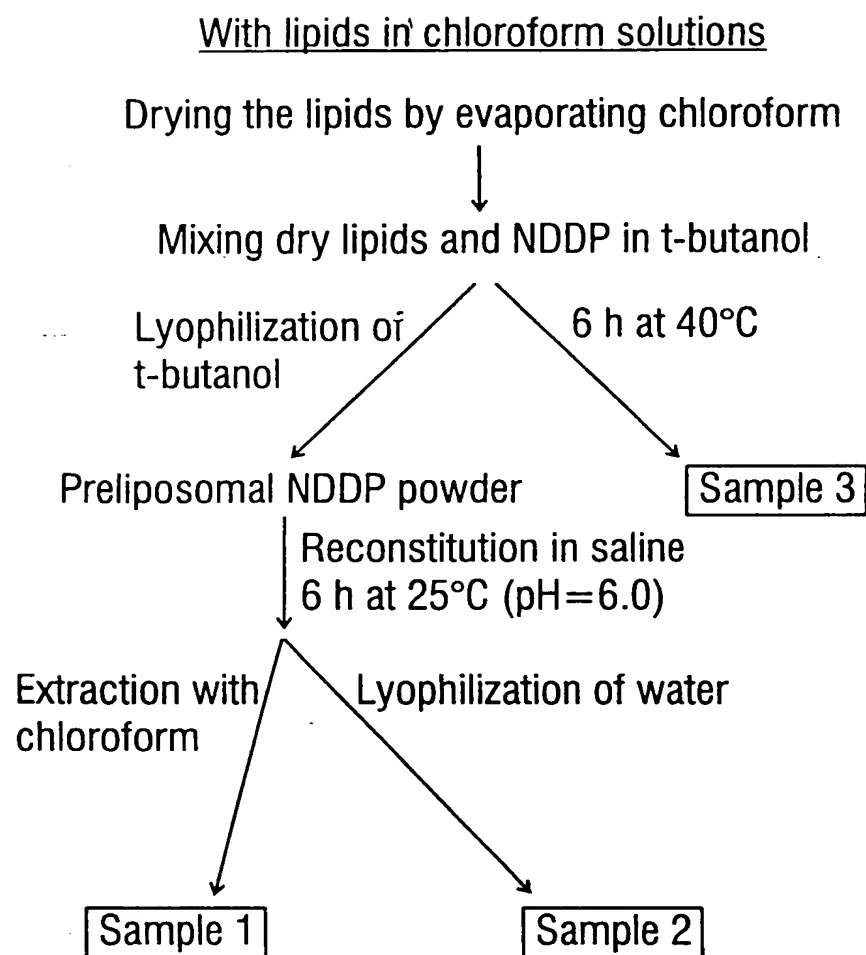 With lipids in chloroform solutions
Drying the lipids by evaporating chloroform
Mixing dry lipids and NDDP in t-butanol
Lyophilization of
t-butanol
6 h at 40°C
Preliposomal NDDP powder
Sample 3
Reconstitution in saline
6 h at 25°C (pH=6.0)
Extraction with
chloroform
Lyophilization of water
Sample 1
Sample 2